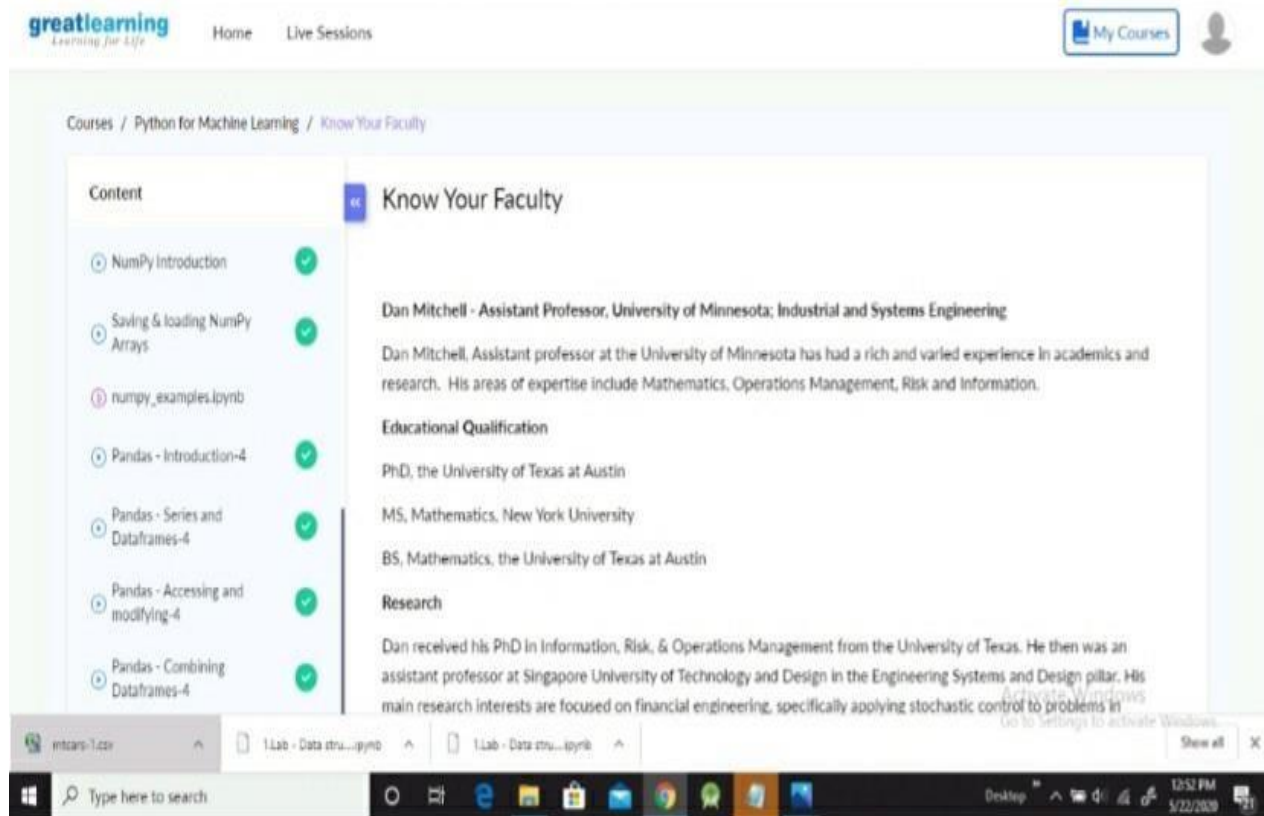 greatlearning
Learning for Life
Home
Live Sessions
My Courses
Courses / Python for Machine Learning / Know Your Faculty
Content
NumPy Introduction
Saving & loading NumPy
Arrays
numpy_examples.ipynb
Pandas - Introduction-4
Pandas - Series and
Dataframes-4
Pandas - Accessing and
modifying-4
Pandas - Combining
Dataframes-4
«
Know Your Faculty
Dan Mitchell - Assistant Professor, University of Minnesota; Industrial and Systems Engineering
Dan Mitchell, Assistant professor at the University of Minnesota has had a rich and varied experience in academics and
research. His areas of expertise include Mathematics, Operations Management, Risk and Information.
Educational Qualification
PhD, the University of Texas at Austin
MS, Mathematics, New York University
BS, Mathematics, the University of Texas at Austin
Research
Dan received his PhD in Information, Risk, & Operations Management from the University of Texas. He then was an
assistant professor at Singapore University of Technology and Design in the Engineering Systems and Design pillar. His
main research interests are focused on financial engineering, specifically applying stochastic control to problems in
Activate Windows
Go to Settings to activate Windows.
mtcars-1.csv
1.Lab - Data stru....ipynb
1.Lab - Data stru....ipynb
Show all
X
Type here to search
Desktop
12:52 PM
5/22/2020
21